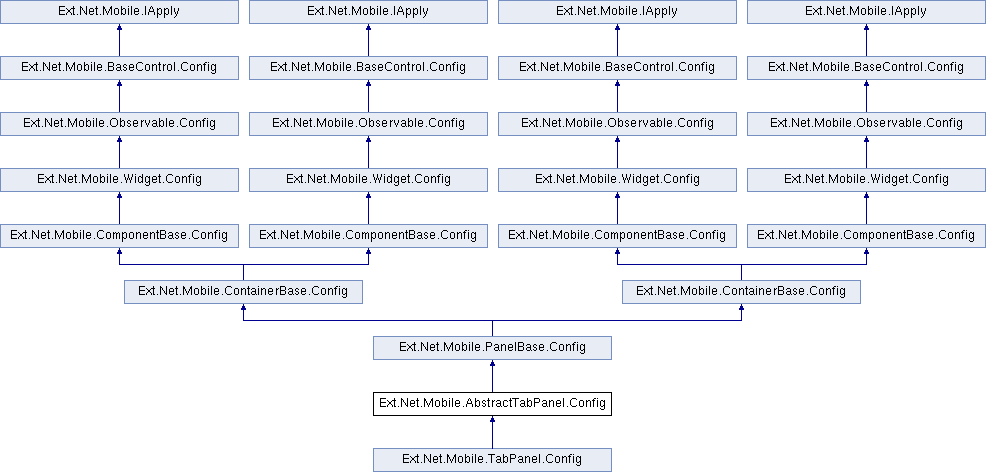 Ext.Net.Mobile.IApply
Ext.Net.Mobile.IApply
Ext.Net.Mobile.IApply
Ext.Net.Mobile.IApply
Ext.Net.Mobile.BaseControl.Config
Ext.Net.Mobile.BaseControl.Config
Ext.Net.Mobile.BaseControl.Config
Ext.Net.Mobile.BaseControl.Config
Ext.Net.Mobile.Observable.Config
Ext.Net.Mobile.Observable.Config
Ext.Net.Mobile.Observable.Config
Ext.Net.Mobile.Observable.Config
Ext.Net.Mobile.Widget.Config
Ext.Net.Mobile.Widget.Config
Ext.Net.Mobile.Widget.Config
Ext.Net.Mobile.Widget.Config
Ext.Net.Mobile.ComponentBase.Config
Ext.Net.Mobile.ComponentBase.Config
Ext.Net.Mobile.ComponentBase.Config
Ext.Net.Mobile.ComponentBase.Config
Ext.Net.Mobile.ContainerBase.Config
Ext.Net.Mobile.ContainerBase.Config
Ext.Net.Mobile.PanelBase.Config
Ext.Net.Mobile.AbstractTabPanel.Config
Ext.Net.Mobile.TabPanel.Config